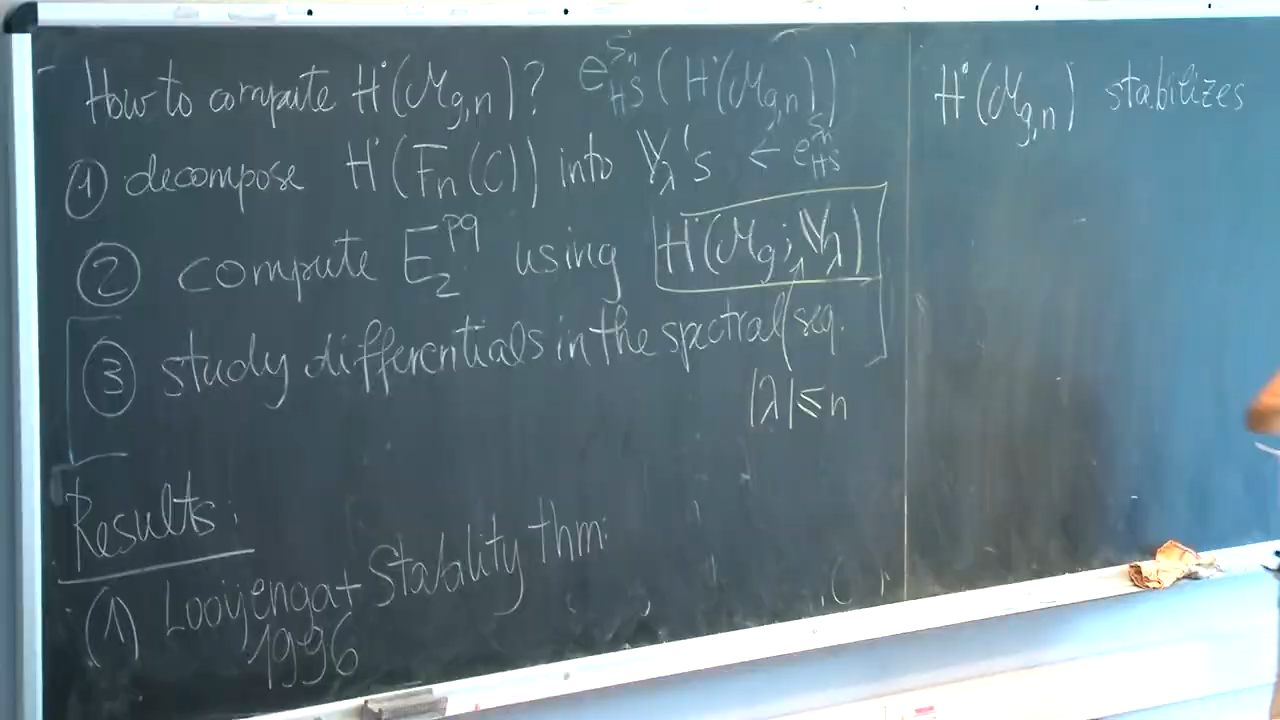 How to compute H˙(M_{g,n})? e^{S_n}_{HS}(H˙(M_{g,n}))
① decompose H˙(F_n(C)) into 𝕍_λ's ← e^{S_n}_{HS}
② compute E_2^{pq} using H˙(M_g; 𝕍_λ)
③ study differentials in the spectral seq.
|λ| ≤ n
Results:
(1) Looijenga + Stability thm:
1996
H˙(M_{g,n}) stabilizes